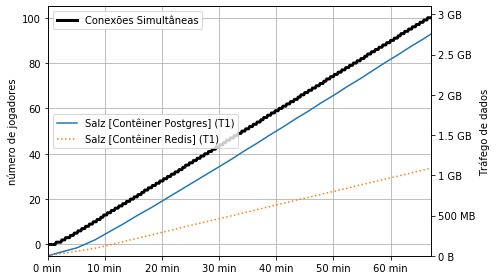 Conexões Simultâneas
Salz [Contêiner Postgres] (T1)
Salz [Contêiner Redis] (T1)
número de jogadores
100
80
60
40
20
0
3 GB
2.5 GB
2 GB
1.5 GB
1 GB
500 MB
0 B
Tráfego de dados
0 min
10 min
20 min
30 min
40 min
50 min
60 min